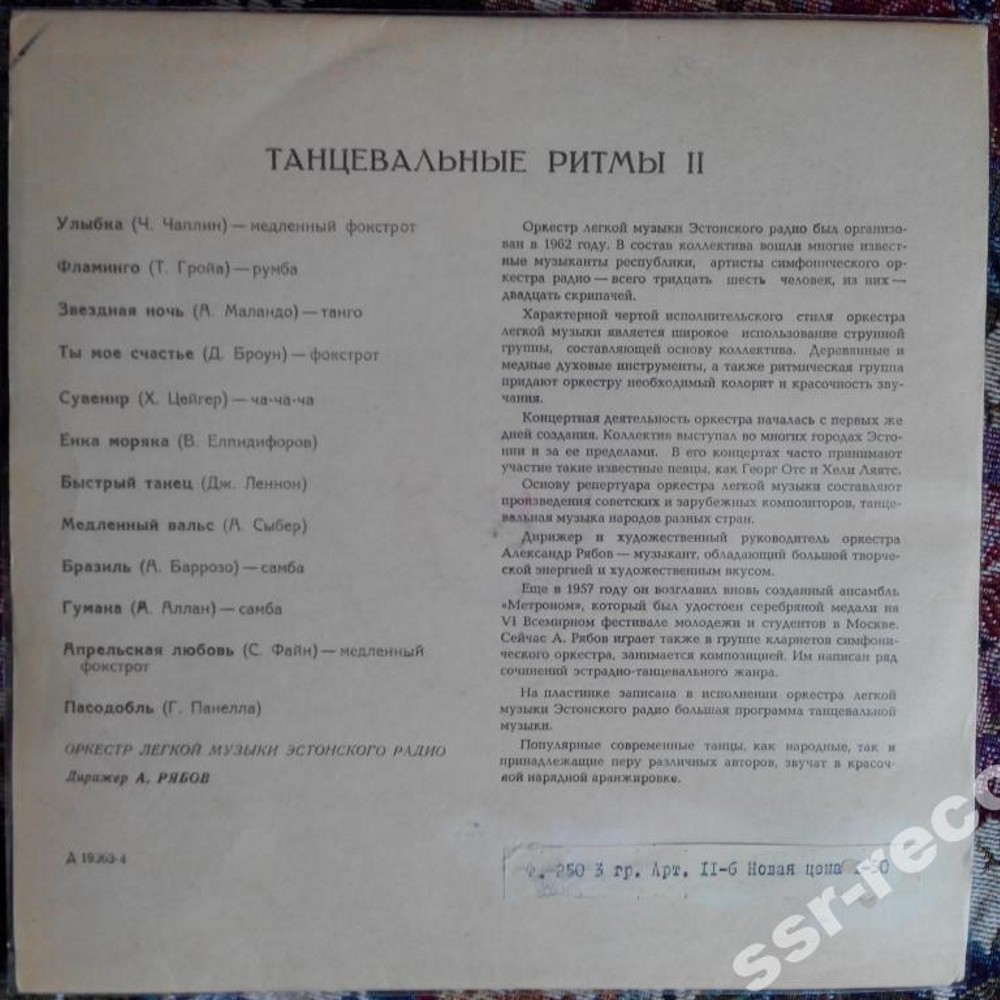 ТАНЦЕВАЛЬНЫЕ РИТМЫ II
Улыбка (Ч. Чаплин) — медленный фокстрот
Фламинго (Т. Гройа) — румба
Звездная ночь (А. Маландо) — танго
Ты мое счастье (Д. Броун) — фокстрот
Сувенир (Х. Цейгер) — ча-ча-ча
Енка моряка (В. Елпидифоров)
Быстрый танец (Дж. Леннон)
Медленный вальс (А. Сыбер)
Бразиль (А. Баррозо) — самба
Гумана (А. Аллан) — самба
Апрельская любовь (С. Файн) — медленный
фокстрот
Пасодобль (Г. Панелла)
ОРКЕСТР ЛЕГКОЙ МУЗЫКИ ЭСТОНСКОГО РАДИО
Дирижер А. РЯБОВ
Д 19263-4
Оркестр легкой музыки Эстонского радио был организо-
ван в 1962 году. В состав коллектива вошли многие извест-
ные музыканты республики, артисты симфонического ор-
кестра радио — всего тридцать шесть человек, из них —
двадцать скрипачей.
Характерной чертой исполнительского стиля оркестра
легкой музыки является широкое использование струнной
группы, составляющей основу коллектива. Деревянные и
медные духовые инструменты, а также ритмическая группа
придают оркестру необходимый колорит и красочность зву-
чания.
Концертная деятельность оркестра началась с первых же
дней создания. Коллектив выступал во многих городах Эсто-
нии и за ее пределами. В его концертах часто принимают
участие такие известные певцы, как Георг Отс и Хели Ляятс.
Основу репертуара оркестра легкой музыки составляют
произведения советских и зарубежных композиторов, танце-
вальная музыка народов разных стран.
Дирижер и художественный руководитель оркестра
Александр Рябов — музыкант, обладающий большой творче-
ской энергией и художественным вкусом.
Еще в 1957 году он возглавил вновь созданный ансамбль
«Метроном», который был удостоен серебряной медали на
VI Всемирном фестивале молодежи и студентов в Москве.
Сейчас А. Рябов играет также в группе кларнетов симфони-
ческого оркестра, занимается композицией. Им написан ряд
сочинений эстрадно-танцевального жанра.
На пластинке записана в исполнении оркестра легкой
музыки Эстонского радио большая программа танцевальной
музыки.
Популярные современные танцы, как народные, так и
принадлежащие перу различных авторов, звучат в красоч-
ной нарядной аранжировке.
250 3 гр. Арт. II-6 Новая цена
ssr-reco